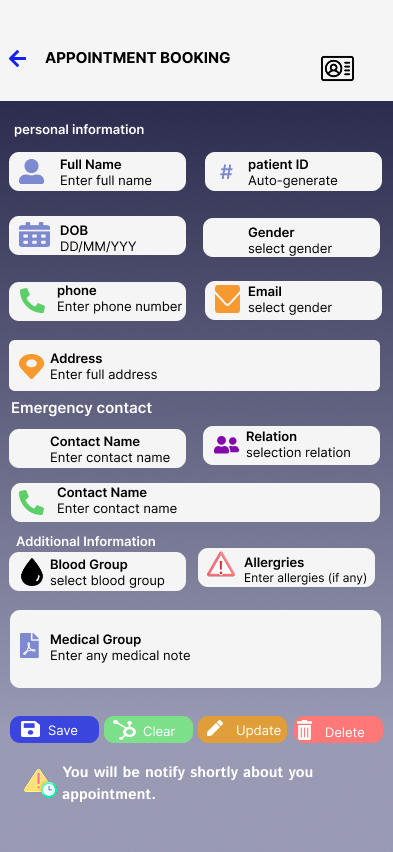 APPOINTMENT BOOKING
personal information
Full Name
Enter full name
# patient ID
Auto-generate
DOB
DD/MM/YYY
Gender
select gender
phone
Enter phone number
Email
select gender
Address
Enter full address
Emergency contact
Contact Name
Enter contact name
Relation
selection relation
Contact Name
Enter contact name
Additional Information
Blood Group
select blood group
Allergries
Enter allergies (if any)
Medical Group
Enter any medical note
Save
Clear
Update
Delete
You will be notify shortly about you
appointment.